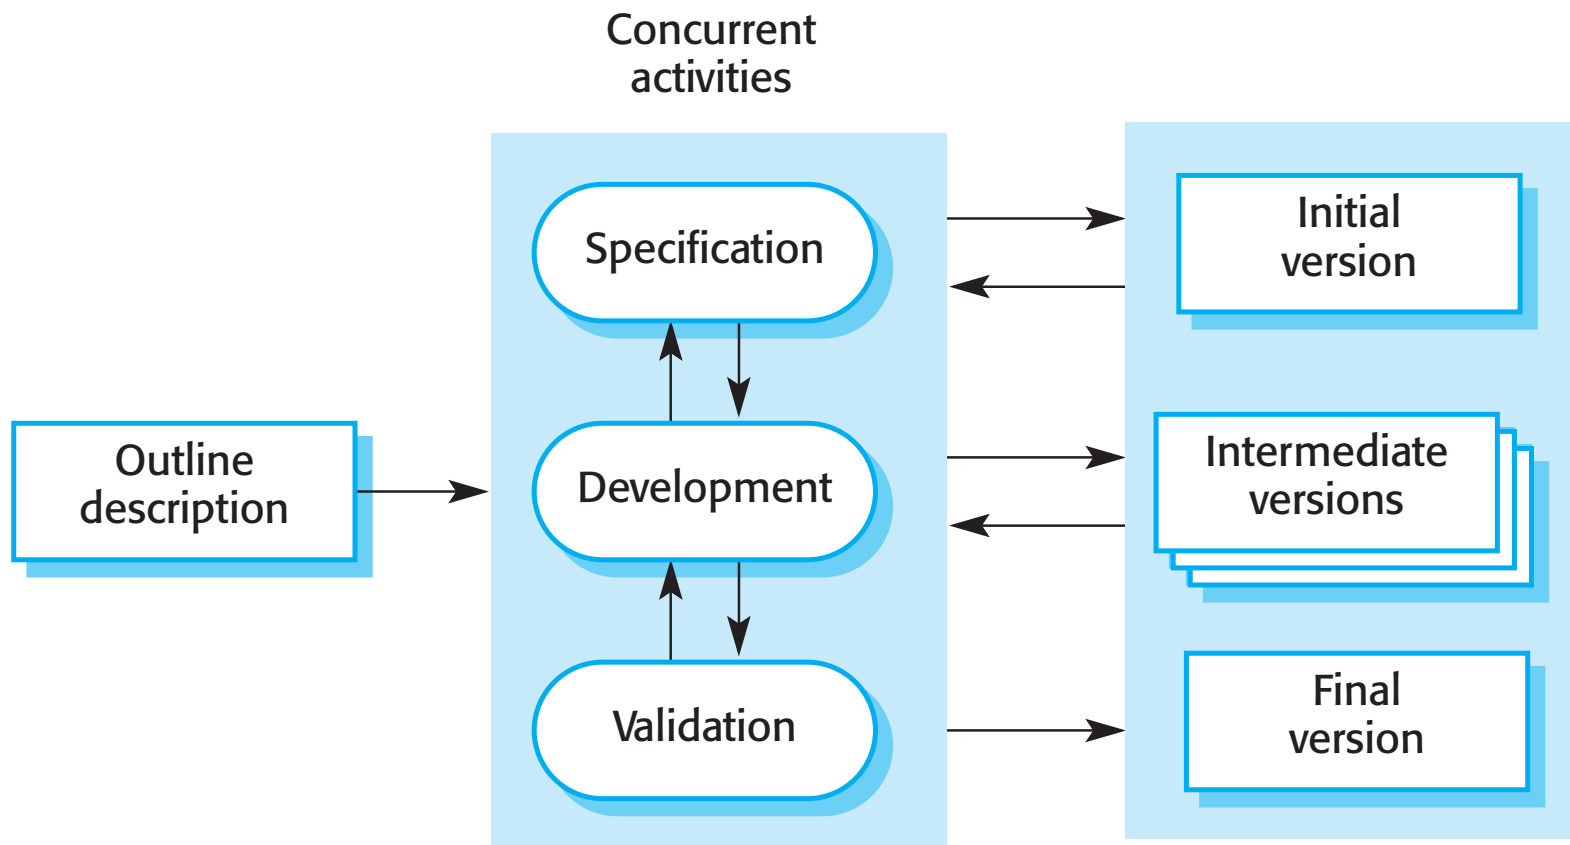 Concurrent
activities
Specification
Initial
version
Outline
description
Development
Intermediate
versions
Validation
Final
version